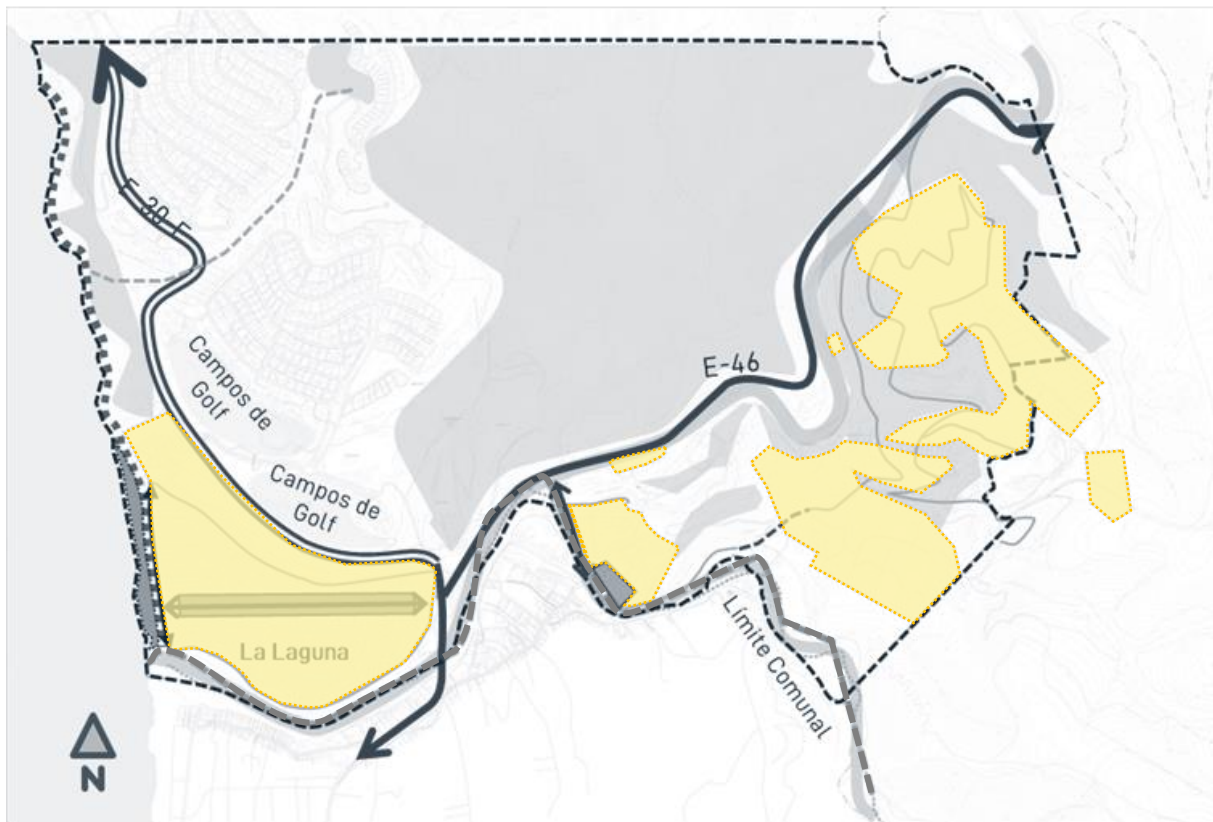 E-30-F
Campos de
Golf
E-46
Campos de
Golf
La Laguna
Límite Comunal
N